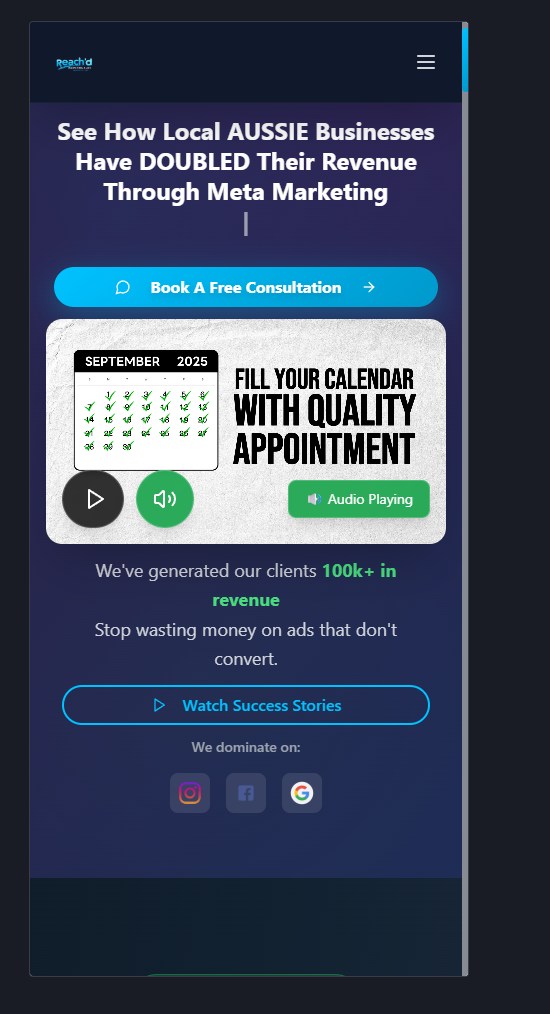 Reach'd
See How Local AUSSIE Businesses
Have DOUBLED Their Revenue
Through Meta Marketing
Book A Free Consultation
SEPTEMBER 2025
1 2 3 4 5 6
7 8 9 10 11 12 13
14 15 16 17 18 19 20
21 22 23 24 25 26 27
28 29 30
FILL YOUR CALENDAR
WITH QUALITY
APPOINTMENT
Audio Playing
We've generated our clients 100k+ in
revenue
Stop wasting money on ads that don't
convert.
Watch Success Stories
We dominate on: